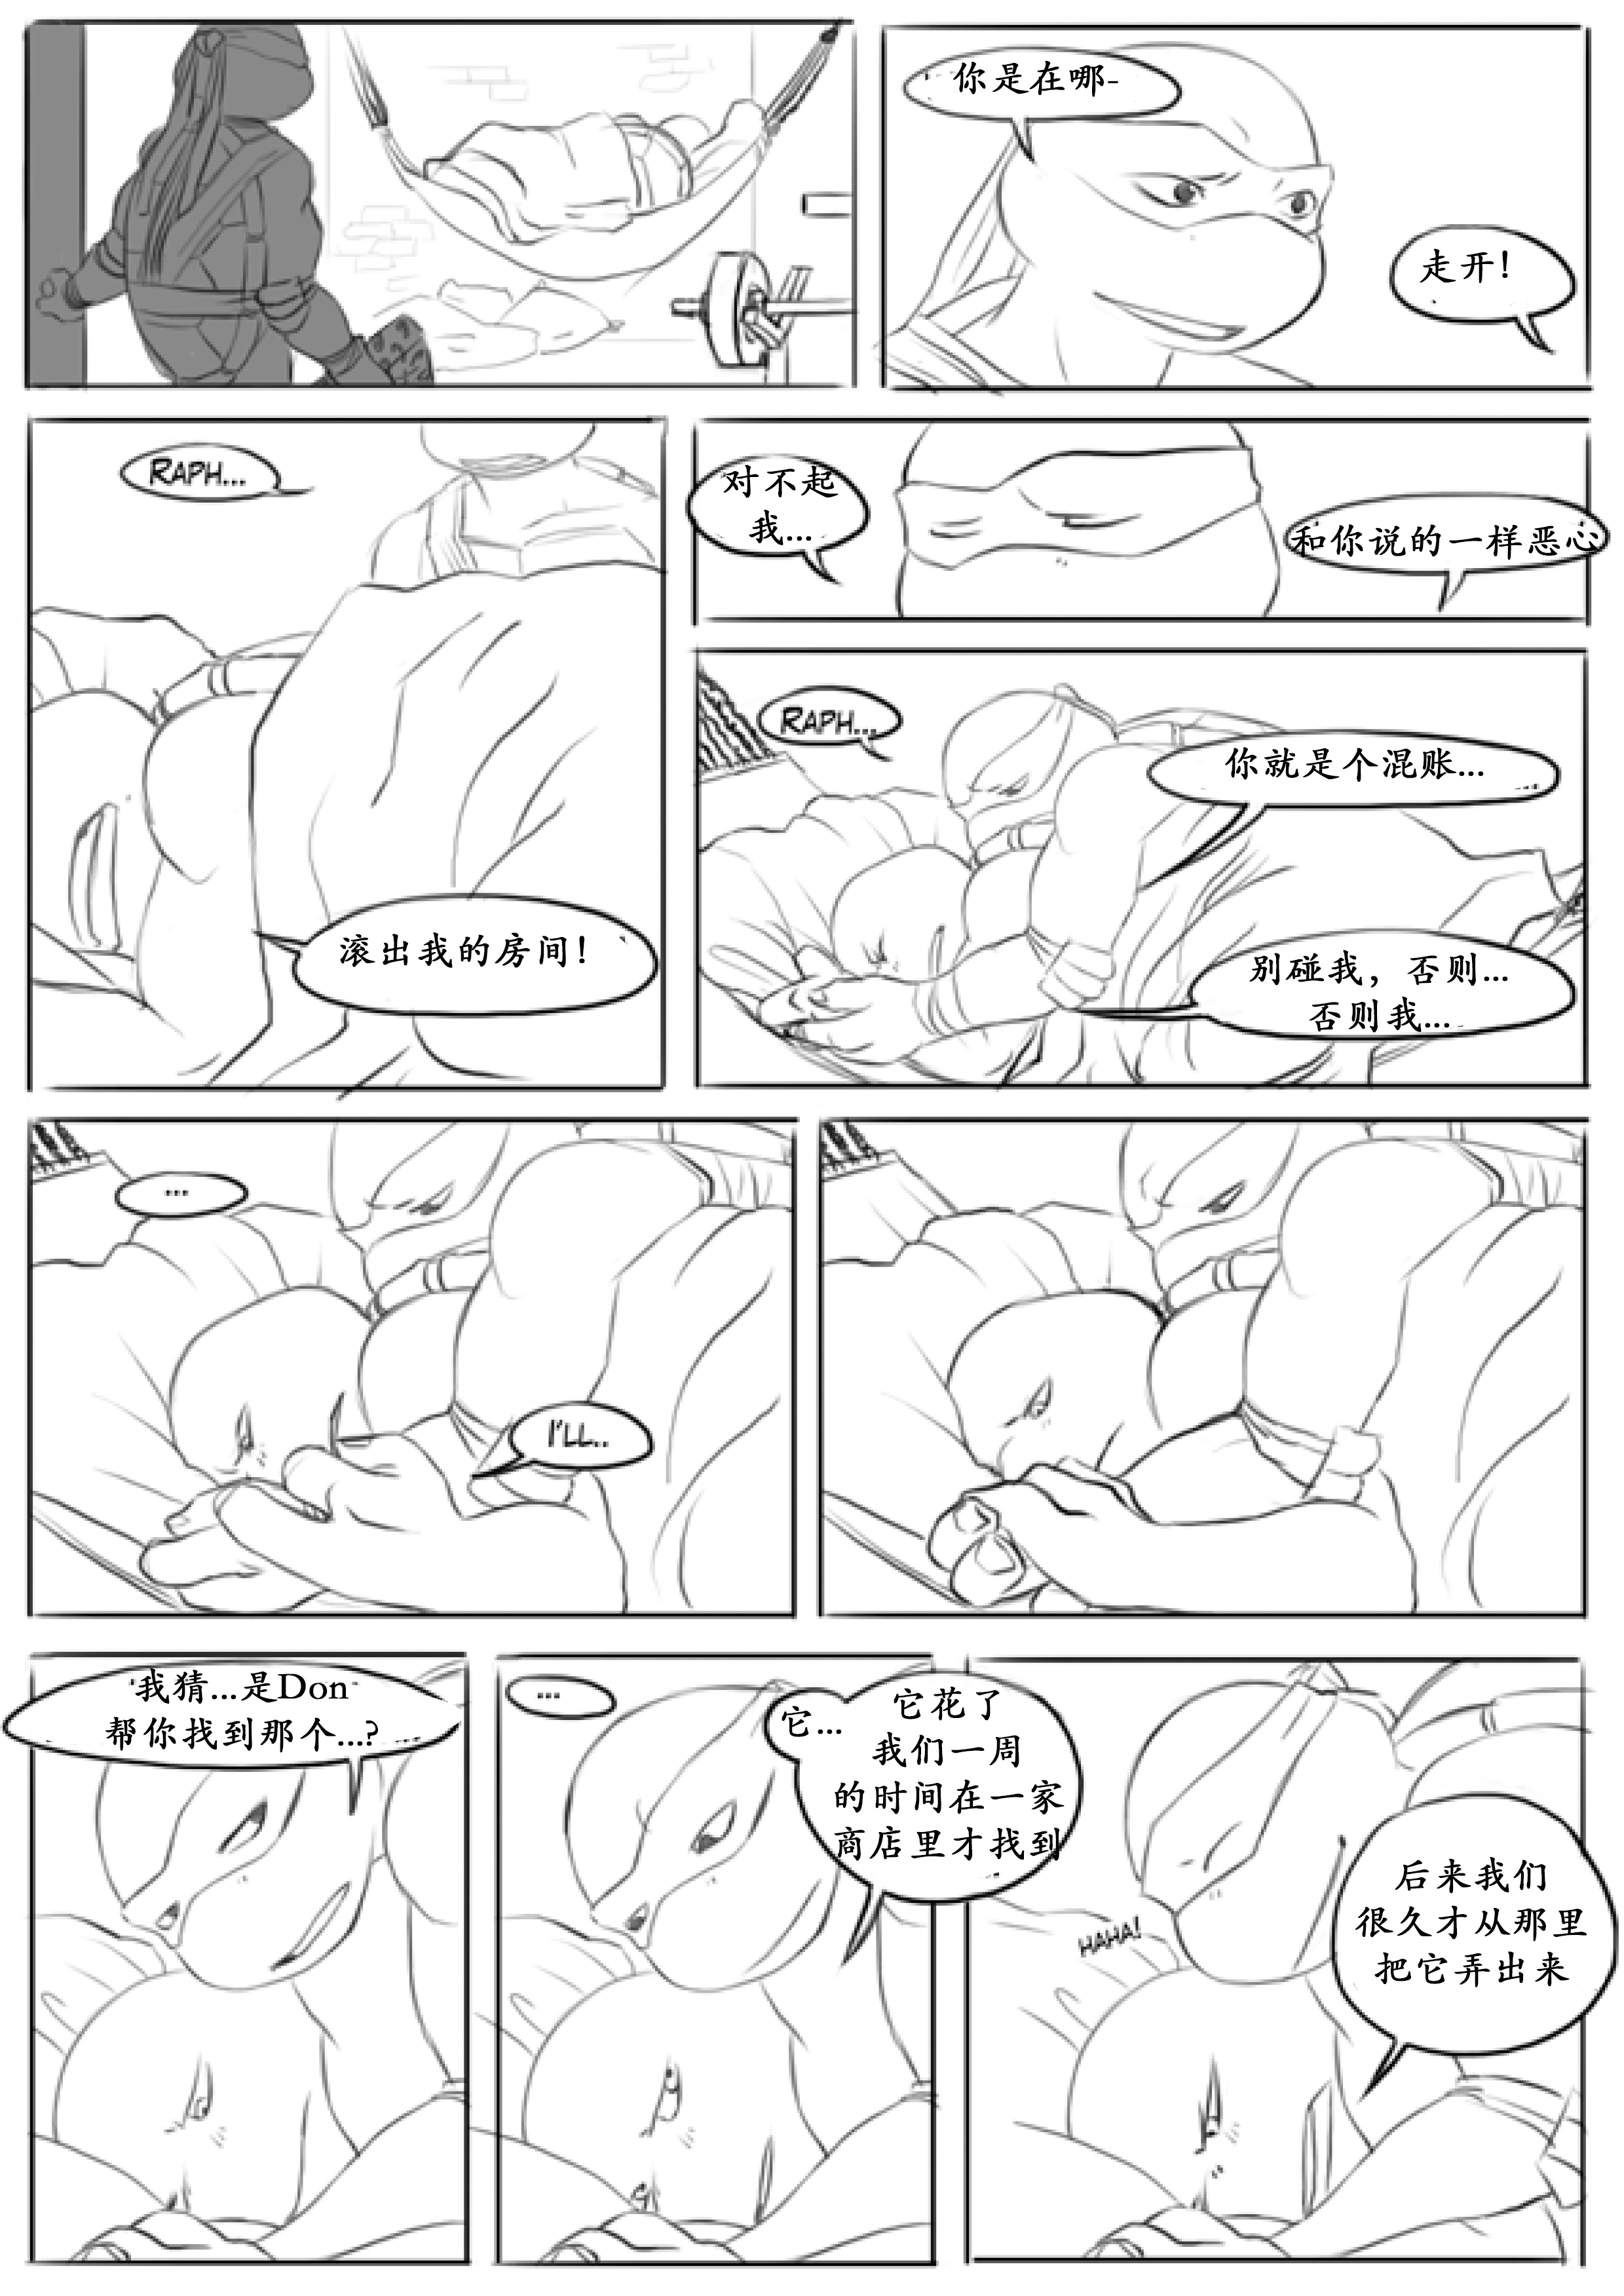 你是在哪-
走开!
RAPH...
滚出我的房间!
对不起
我...
和你说的一样恶心
RAPH...
你就是个混账...
别碰我，否则...
否则我...
...
I'LL..
我猜...是Don
帮你找到那个...?
...
它...
它花了
我们一周
的时间在一家
商店里才找到
HAHA!
后来我们
很久才从那里
把它弄出来